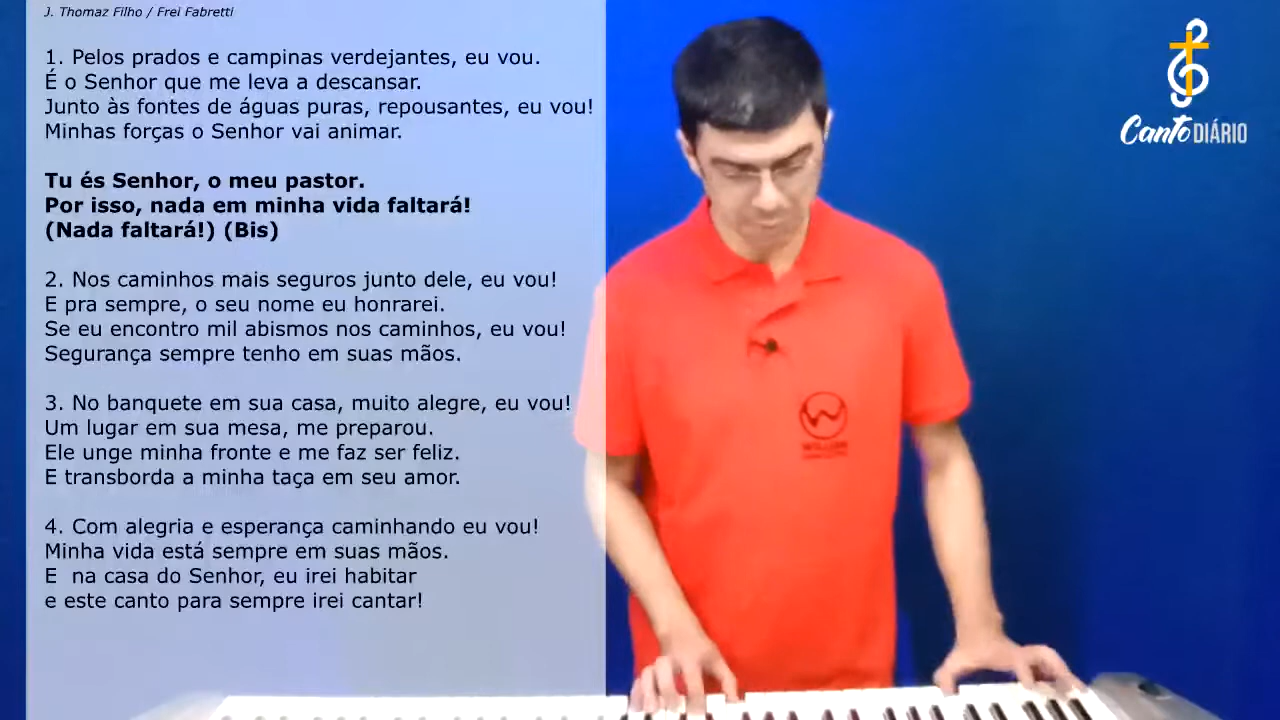 J. Thomaz Filho / Frei Fabretti
1. Pelos prados e campinas verdejantes, eu vou.
É o Senhor que me leva a descansar.
Junto às fontes de águas puras, repousantes, eu vou!
Minhas forças o Senhor vai animar.
Tu és Senhor, o meu pastor.
Por isso, nada em minha vida faltará!
(Nada faltará!) (Bis)
2. Nos caminhos mais seguros junto dele, eu vou!
E pra sempre, o seu nome eu honrarei.
Se eu encontro mil abismos nos caminhos, eu vou!
Segurança sempre tenho em suas mãos.
3. No banquete em sua casa, muito alegre, eu vou!
Um lugar em sua mesa, me preparou.
Ele unge minha fronte e me faz ser feliz.
E transborda a minha taça em seu amor.
4. Com alegria e esperança caminhando eu vou!
Minha vida está sempre em suas mãos.
E  na casa do Senhor, eu irei habitar
e este canto para sempre irei cantar!
Canto DIÁRIO